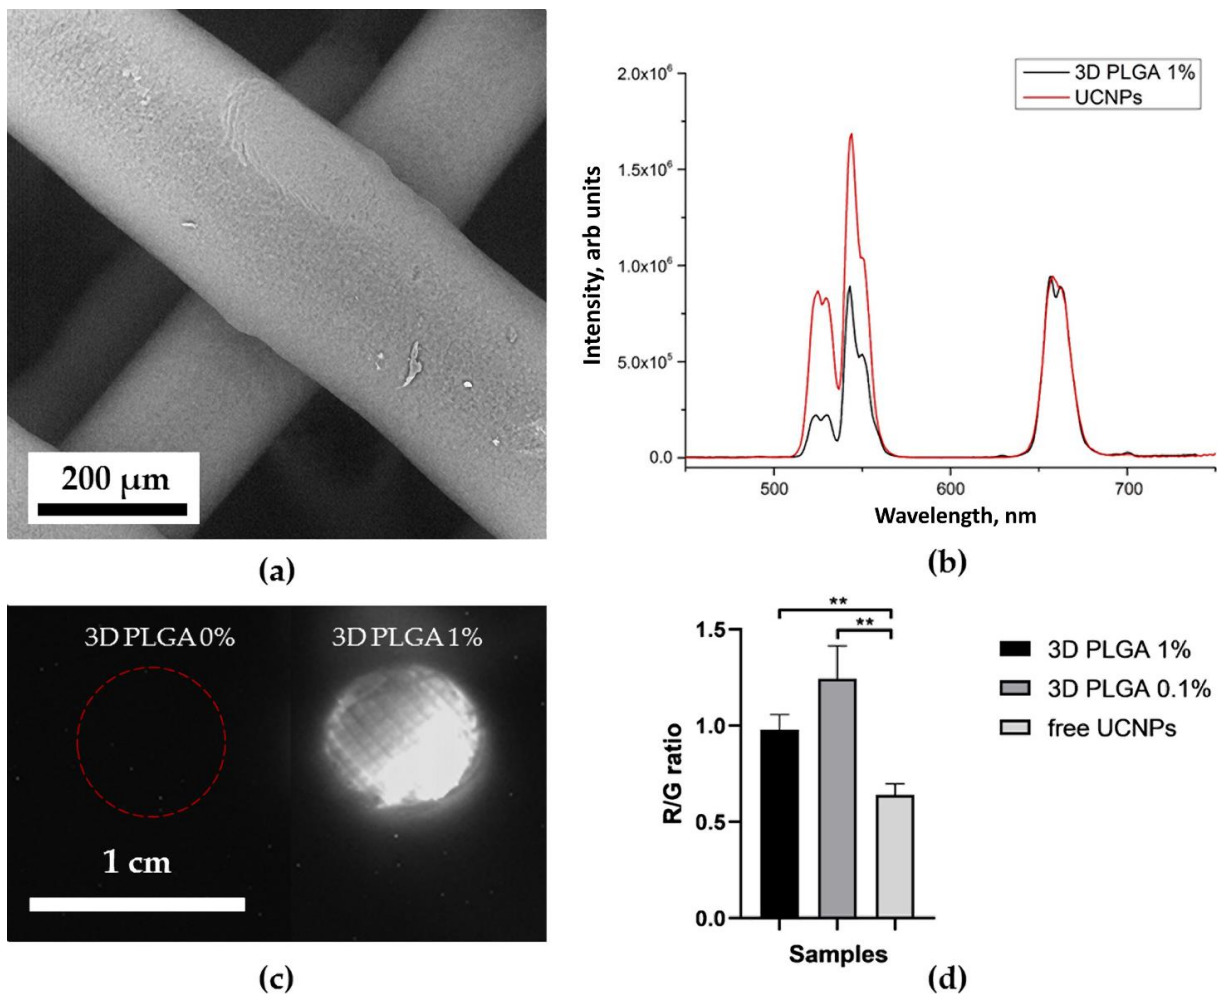 200 µm
(a)
3D PLGA 1%
UCNPs
2.0x10⁶
1.5x10⁶
1.0x10⁶
5.0x10⁵
0.0
500 600 700
Intensity, arb units
Wavelength, nm
(b)
3D PLGA 0% 3D PLGA 1%
1 cm
(c)
** 
**
1.5
1.0
0.5
0.0
R/G ratio
Samples
3D PLGA 1%
3D PLGA 0.1%
free UCNPs
(d)